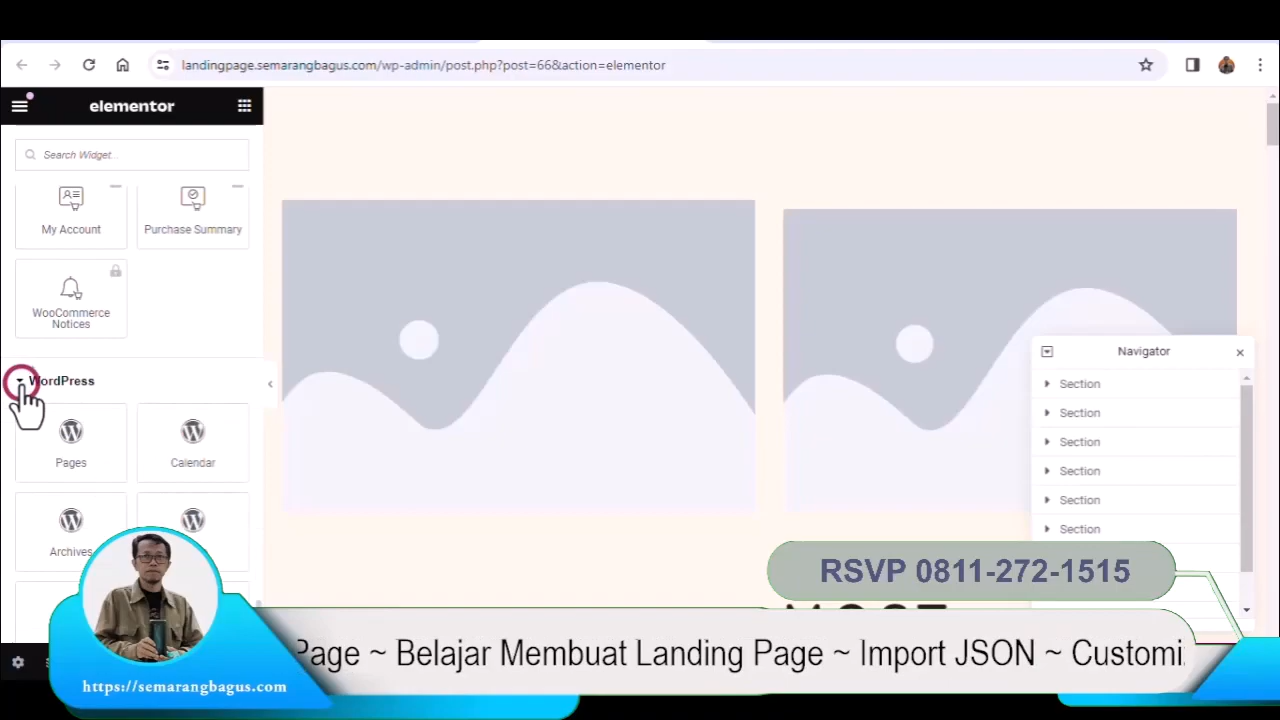 landingpage.semarangbagus.com/wp-admin/post.php?post=66&action=elementor
elementor
Search Widget...
My Account
Purchase Summary
WooCommerce
Notices
WordPress
Pages
Calendar
Archives
Navigator
Section
Section
Section
Section
Section
Section
RSVP 0811-272-1515
Page ~ Belajar Membuat Landing Page ~ Import JSON ~ Customi
https://semarangbagus.com